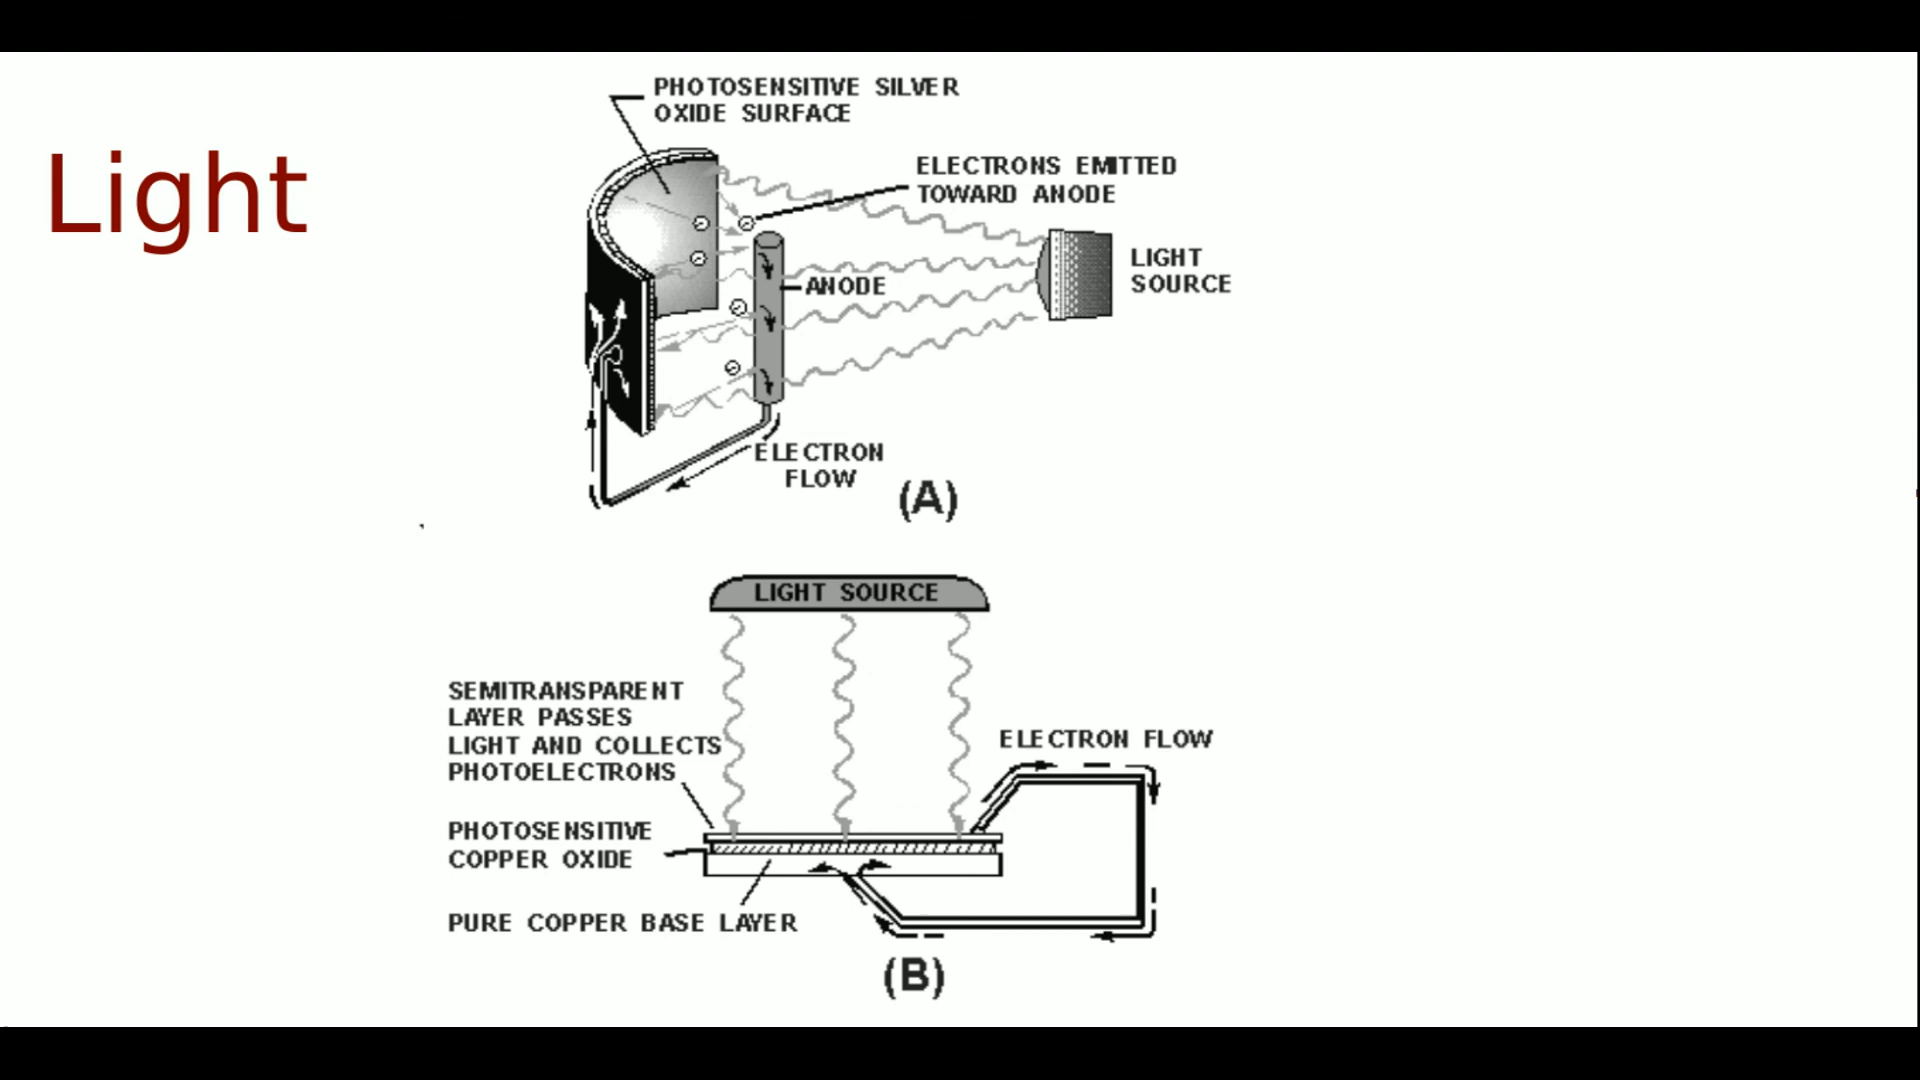 Light
PHOTOSENSITIVE SILVER
OXIDE SURFACE
ELECTRONS EMITTED
TOWARD ANODE
LIGHT
SOURCE
ANODE
ELECTRON
FLOW
(A)
LIGHT SOURCE
SEMITRANSPARENT
LAYER PASSES
LIGHT AND COLLECTS
PHOTOELECTRONS
ELECTRON FLOW
PHOTOSENSITIVE
COPPER OXIDE
PURE COPPER BASE LAYER
(B)